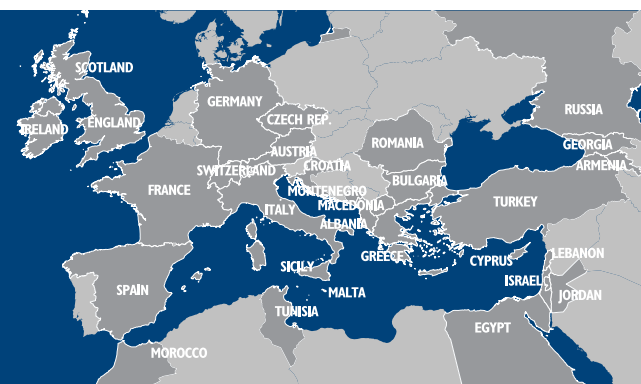 SCOTLAND
IRELAND
ENGLAND
GERMANY
CZECH REP.
RUSSIA
AUSTRIA
ROMANIA
GEORGIA
SWITZERLAND
CROATIA
ARMENIA
FRANCE
MONTENEGRO
BULGARIA
ITALY
MACEDONIA
TURKEY
ALBANIA
GREECE
CYPRUS
LEBANON
SICILY
ISRAEL
SPAIN
MALTA
JORDAN
TUNISIA
EGYPT
MOROCCO